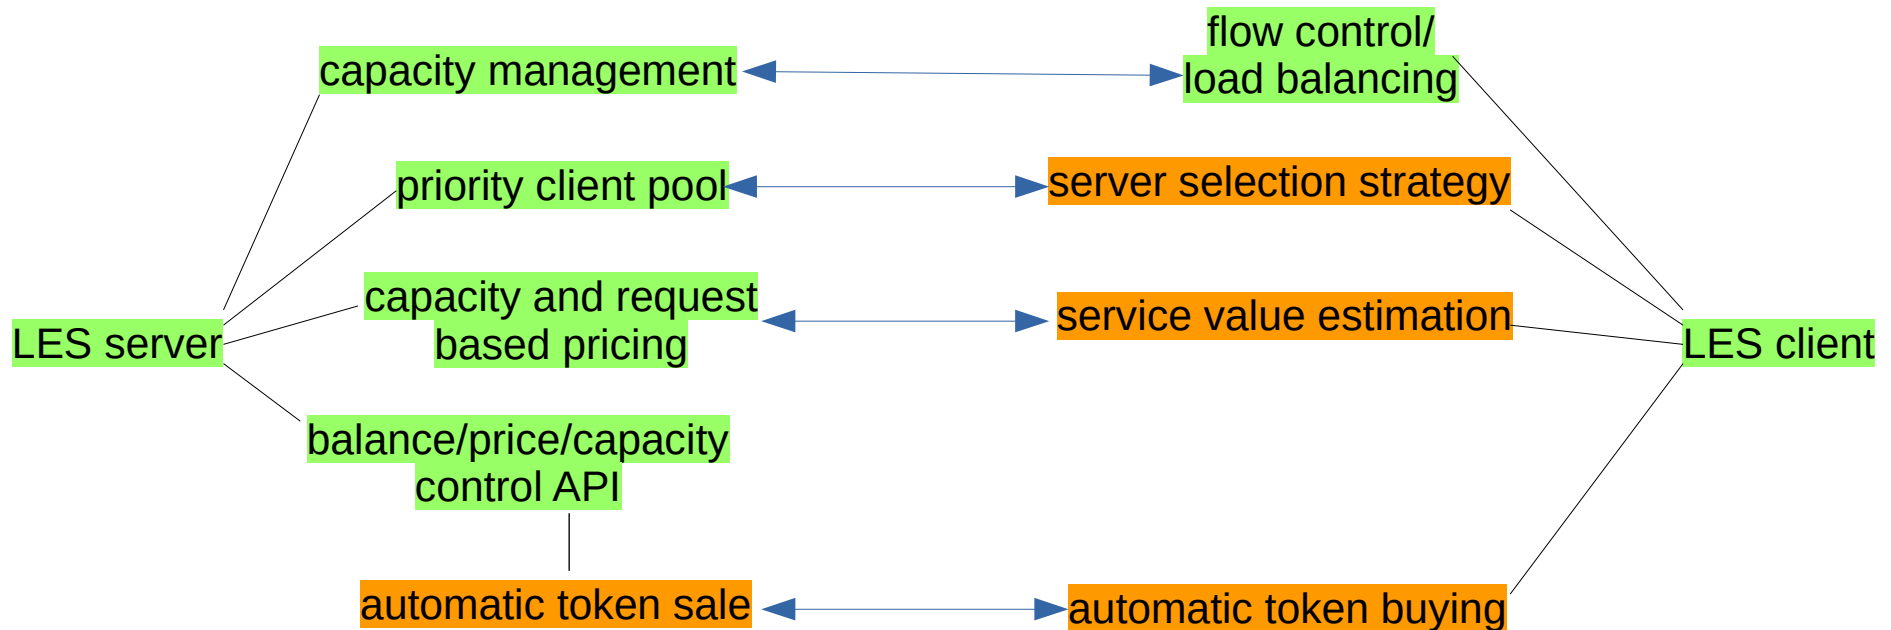 flow control/
capacity management
load balancing
priority client pool
server selection strategy
capacity and request
based pricing
service value estimation
LES server
LES client
balance/price/capacity
control API
automatic token sale
automatic token buying